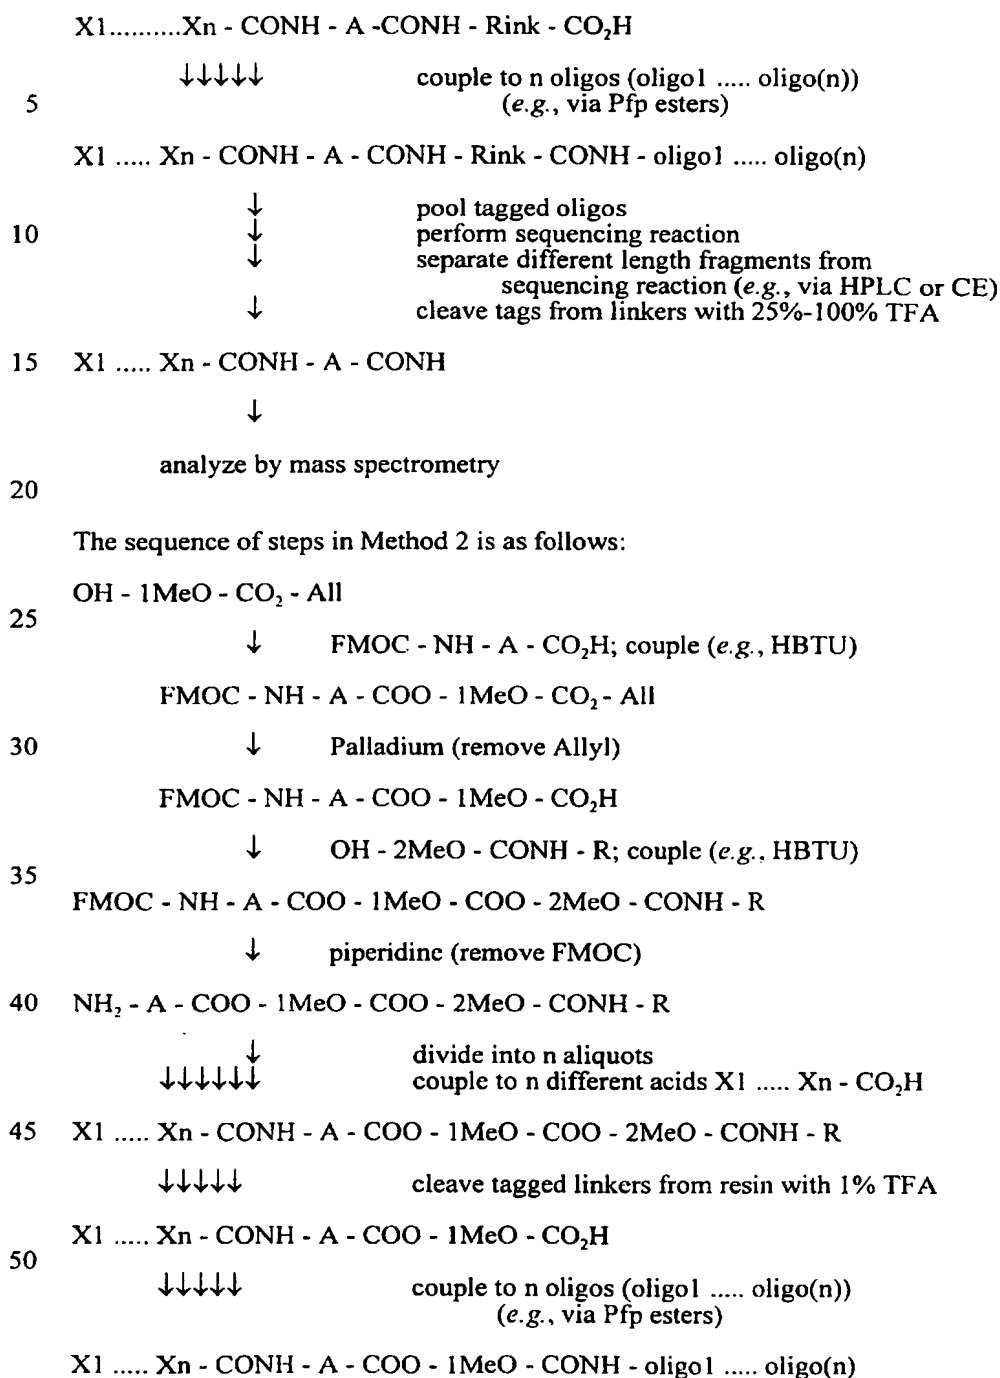 X1..........Xn - CONH - A -CONH - Rink - CO₂H
↓↓↓↓↓ couple to n oligos (oligo1 ..... oligo(n))
5 (e.g., via Pfp esters)
X1 ..... Xn - CONH - A - CONH - Rink - CONH - oligo1 ..... oligo(n)
↓ pool tagged oligos
10 ↓ perform sequencing reaction
↓ separate different length fragments from
sequencing reaction (e.g., via HPLC or CE)
↓ cleave tags from linkers with 25%-100% TFA
15 X1 ..... Xn - CONH - A - CONH
↓
analyze by mass spectrometry
20
The sequence of steps in Method 2 is as follows:
OH - 1MeO - CO₂ - All
25
↓ FMOC - NH - A - CO₂H; couple (e.g., HBTU)
FMOC - NH - A - COO - 1MeO - CO₂ - All
30 ↓ Palladium (remove Allyl)
FMOC - NH - A - COO - 1MeO - CO₂H
↓ OH - 2MeO - CONH - R; couple (e.g., HBTU)
35
FMOC - NH - A - COO - 1MeO - COO - 2MeO - CONH - R
↓ piperidine (remove FMOC)
40 NH₂ - A - COO - 1MeO - COO - 2MeO - CONH - R
↓ divide into n aliquots
↓↓↓↓↓↓ couple to n different acids X1 ..... Xn - CO₂H
45 X1 ..... Xn - CONH - A - COO - 1MeO - COO - 2MeO - CONH - R
↓↓↓↓↓ cleave tagged linkers from resin with 1% TFA
X1 ..... Xn - CONH - A - COO - 1MeO - CO₂H
50
↓↓↓↓↓ couple to n oligos (oligo1 ..... oligo(n))
(e.g., via Pfp esters)
X1 ..... Xn - CONH - A - COO - 1MeO - CONH - oligo1 ..... oligo(n)